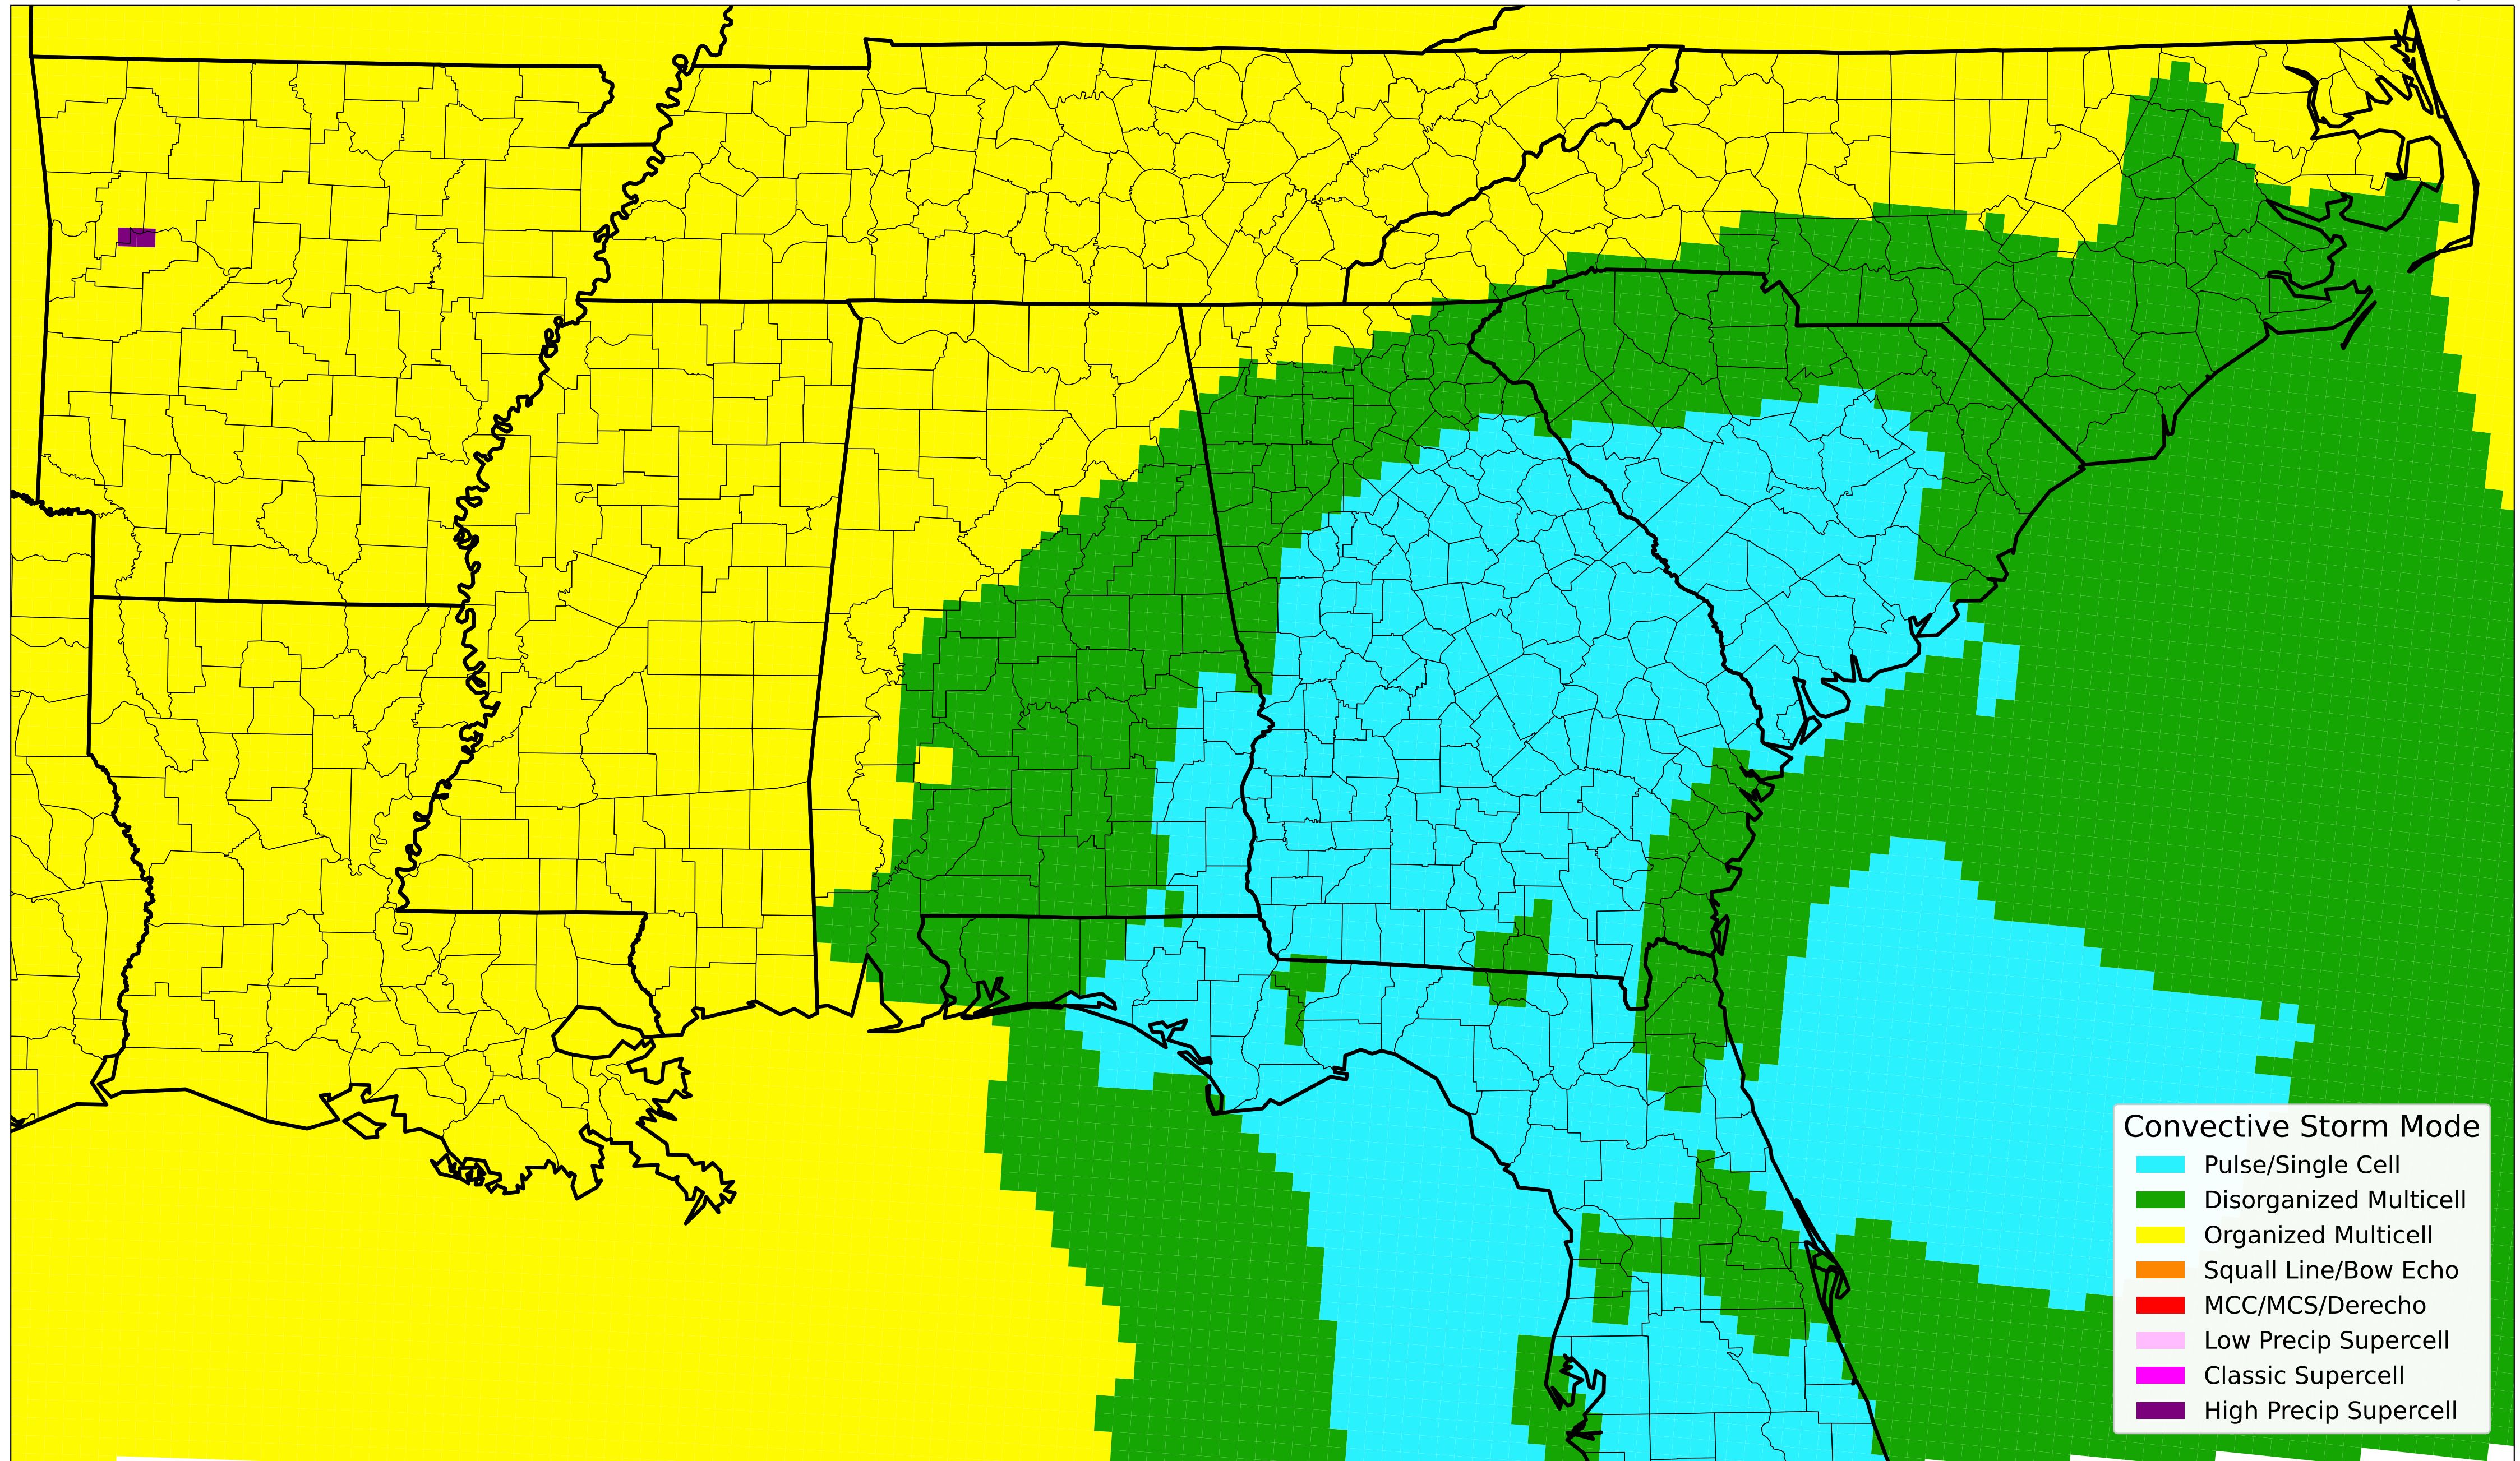 Convective Storm Mode
Pulse/Single Cell
Disorganized Multicell
Organized Multicell
Squall Line/Bow Echo
MCC/MCS/Derecho
Low Precip Supercell
Classic Supercell
High Precip Supercell